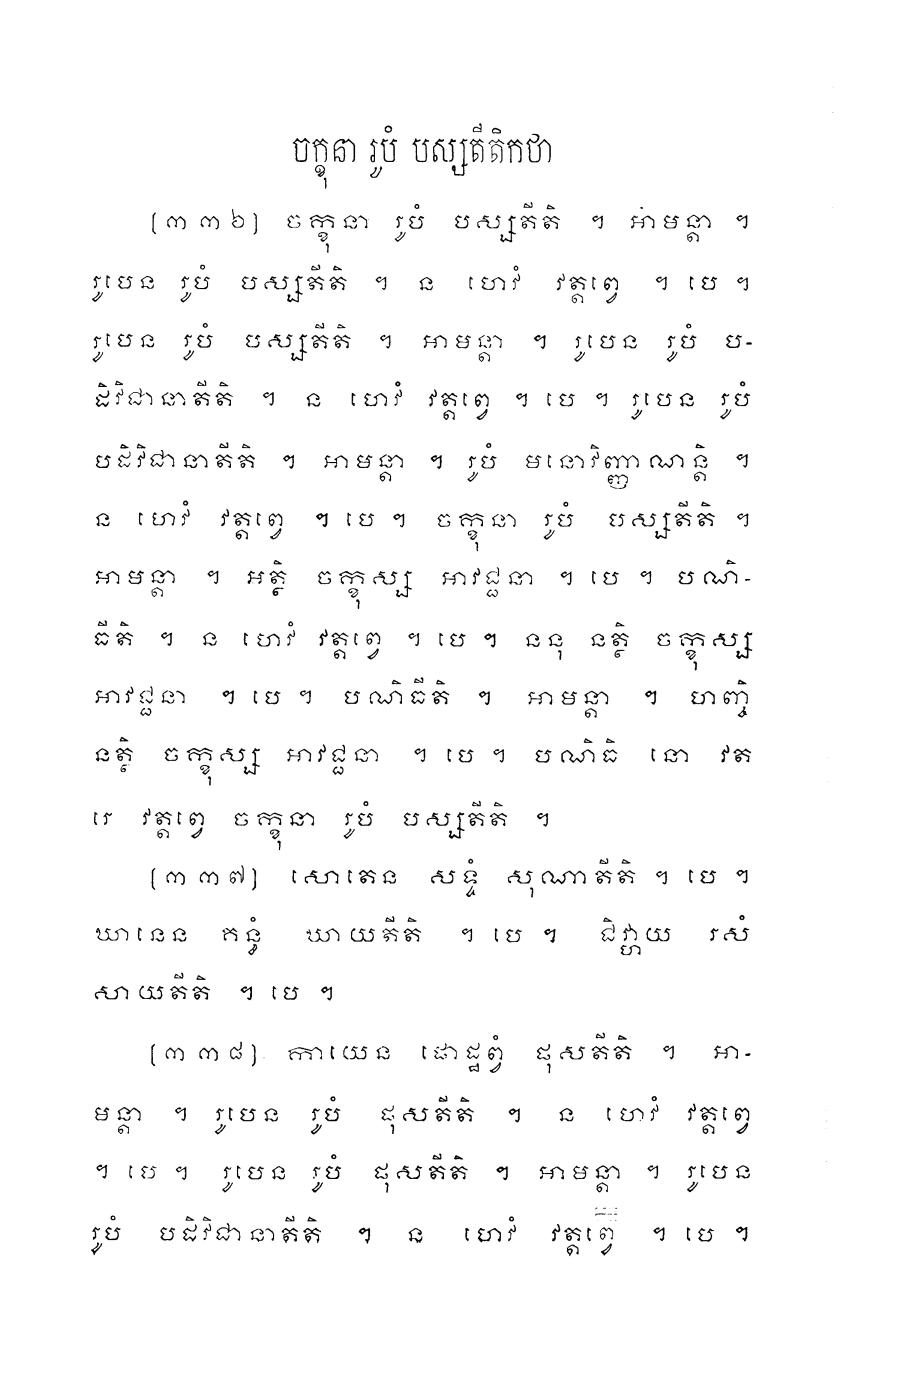 ចក្ខុនា រូបំ បស្សតីតិកថា
[៣៣៦] ចក្ខុនា រូបំ បស្សតីតិ ។ អាមន្តា ។
រូបេន រូបំ បស្សតីតិ ។ ន ហេវំ វត្តព្វេ ។ បេ ។
រូបេន រូបំ បស្សតីតិ ។ អាមន្តា ។ រូបេន រូបំ ប-
ដិវិជានាតីតិ ។ ន ហេវំ វត្តព្វេ ។ បេ ។ រូបេន រូបំ
បដិវិជានាតីតិ ។ អាមន្តា ។ រូបំ មនោវិញ្ញាណន្តិ ។
ន ហេវំ វត្តព្វេ ។ បេ ។ ចក្ខុនា រូបំ បស្សតីតិ ។
អាមន្តា ។ អត្ថិ ចក្ខុស្ស អាវជ្ជនា ។ បេ ។ បណិ-
ធីតិ ។ ន ហេវំ វត្តព្វេ ។ បេ ។ ននុ នត្ថិ ចក្ខុស្ស
អាវជ្ជនា ។ បេ ។ បណិធីតិ ។ អាមន្តា ។ ហញ្ចិ
នត្ថិ ចក្ខុស្ស អាវជ្ជនា ។ បេ ។ បណិធិ នោ វត
រេ វត្តព្វេ ចក្ខុនា រូបំ បស្សតីតិ ។
[៣៣៧] សោតេន សទ្ទំ សុណាតីតិ ។ បេ ។
ឃានេន គន្ធំ ឃាយតីតិ ។ បេ ។ ជិវ្ហាយ រសំ
សាយតីតិ ។ បេ ។
[៣៣៨] កាយេន ផោដ្ឋព្វំ ផុសតីតិ ។ អា-
មន្តា ។ រូបេន រូបំ ផុសតីតិ ។ ន ហេវំ វត្តព្វេ
។ បេ ។ រូបេន រូបំ ផុសតីតិ ។ អាមន្តា ។ រូបេន
រូបំ បដិវិជានាតីតិ ។ ន ហេវំ វត្តព្វេ ។ បេ ។